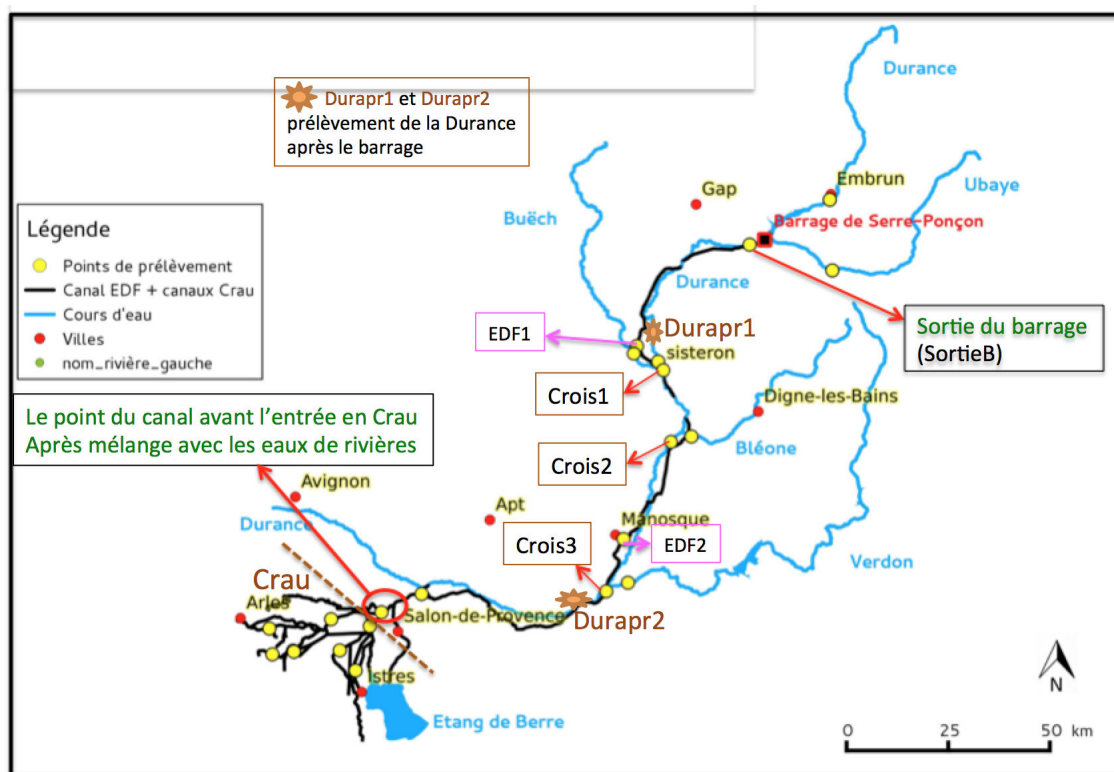 Durance
Durapr1 et Durapr2
prélèvement de la Durance
après le barrage
Embrun
Ubaye
Gap
Buëch
Barrage de Serre-Ponçon
Légende
Points de prélèvement
Canal EDF + canaux Crau
Cours d'eau
Villes
nom_rivière_gauche
Durance
Sortie du barrage
(SortieB)
EDF1
Durapr1
sisteron
Crois1
Digne-les-Bains
Le point du canal avant l'entrée en Crau
Après mélange avec les eaux de rivières
Bléone
Crois2
Avignon
Apt
Durance
Manosque
Crois3
EDF2
Verdon
Crau
Arles
Salon-de-Provence
Durapr2
Istres
Etang de Berre
N
0 25 50 km